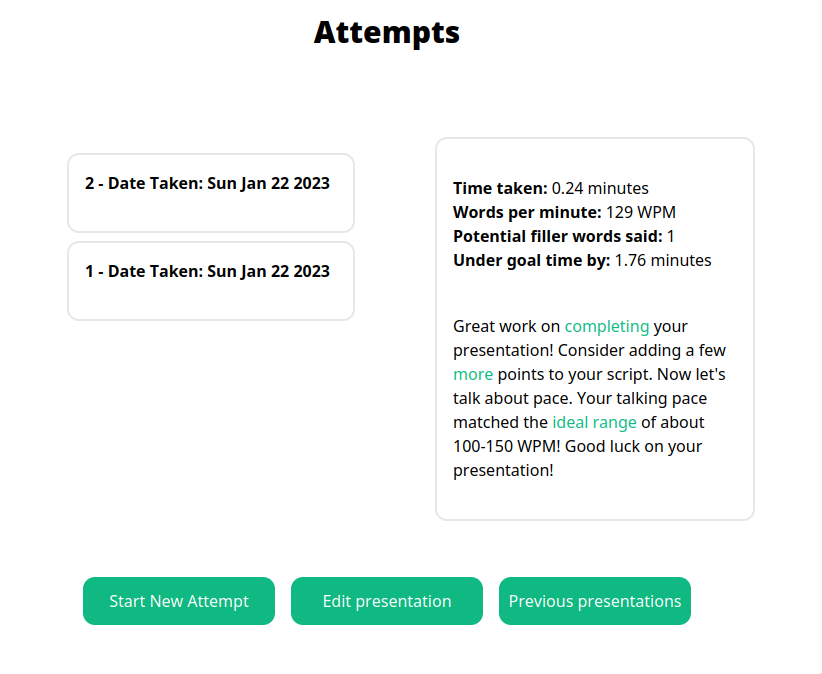 Attempts
2 - Date Taken: Sun Jan 22 2023
1 - Date Taken: Sun Jan 22 2023
Time taken: 0.24 minutes
Words per minute: 129 WPM
Potential filler words said: 1
Under goal time by: 1.76 minutes
Great work on completing your
presentation! Consider adding a few
more points to your script. Now let's
talk about pace. Your talking pace
matched the ideal range of about
100-150 WPM! Good luck on your
presentation!
Start New Attempt
Edit presentation
Previous presentations